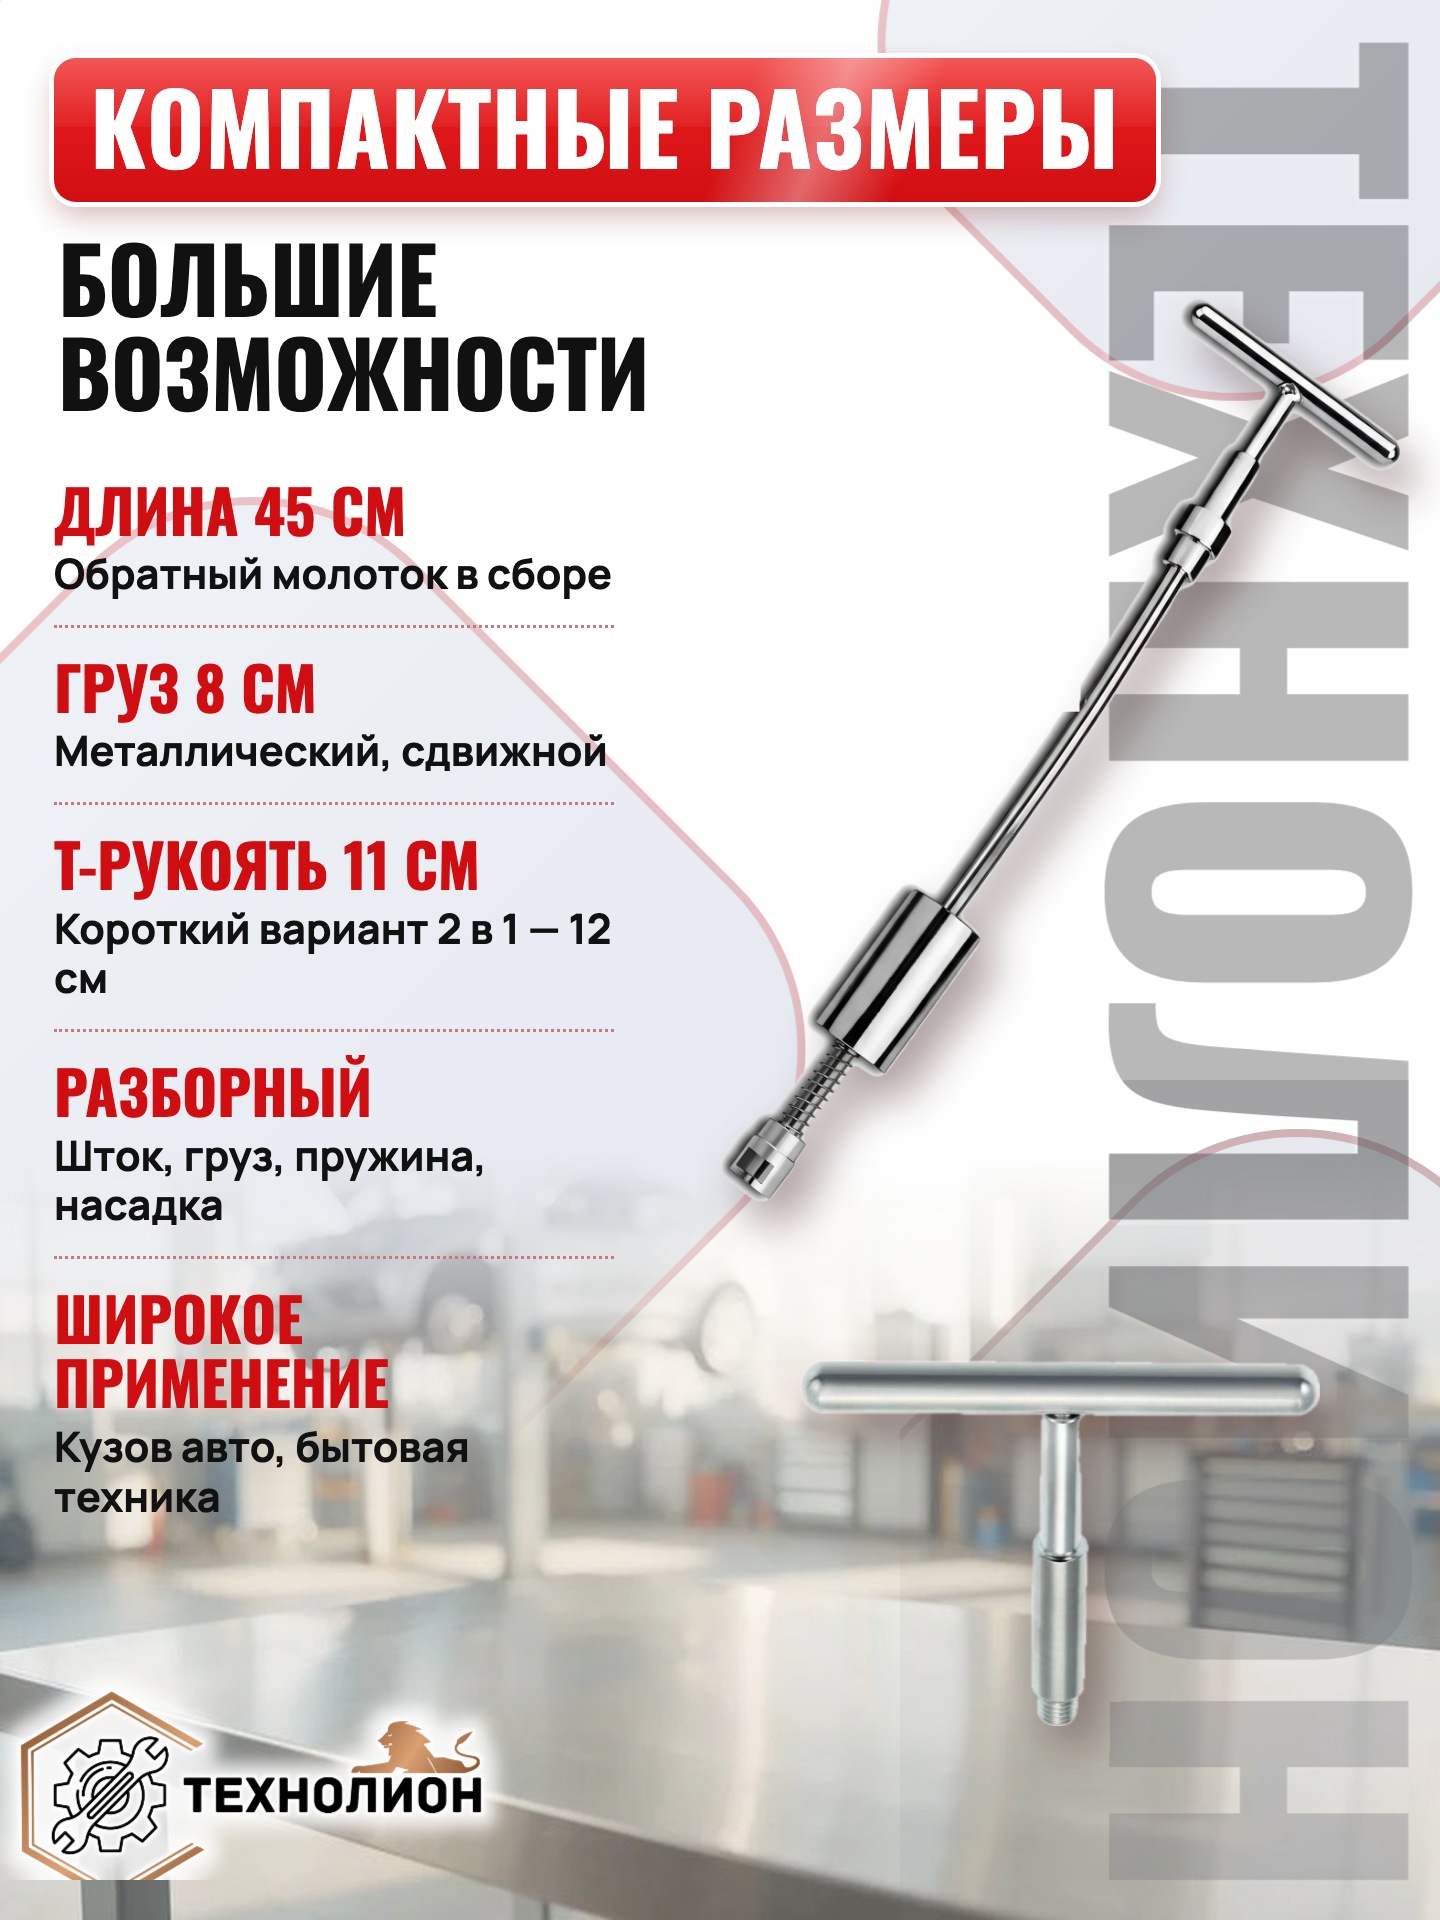 КОМПАКТНЫЕ РАЗМЕРЫ
БОЛЬШИЕ
ВОЗМОЖНОСТИ
ДЛИНА 45 СМ
Обратный молоток в сборе
ГРУЗ 8 СМ
Металлический, сдвижной
Т-РУКОЯТЬ 11 СМ
Короткий вариант 2 в 1 — 12
см
РАЗБОРНЫЙ
Шток, груз, пружина,
насадка
ШИРОКОЕ
ПРИМЕНЕНИЕ
Кузов авто, бытовая
техника
ТЕХНОЛИОН
ТЕХНОЛИОН